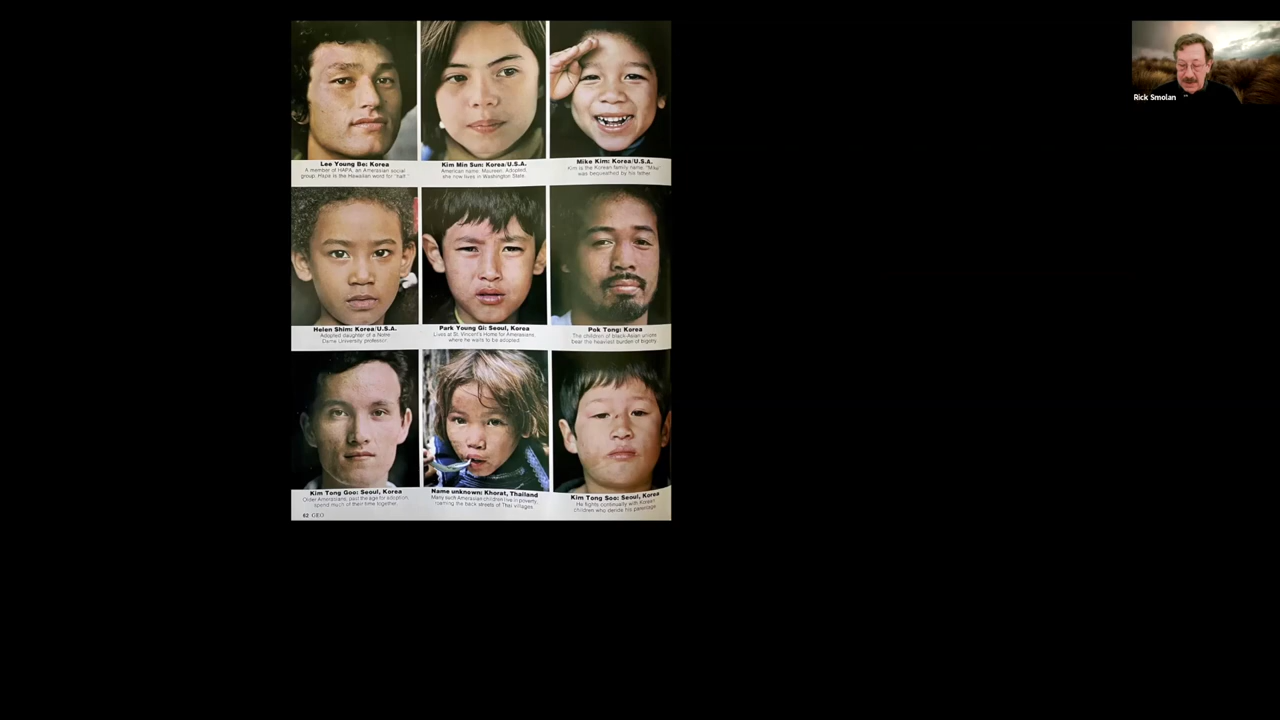 Rick Smolan
Lee Young Be: Korea
A member of HAPA, an Amerasian social
group; Hapa is the Hawaiian word for "half."
Kim Min Sun: Korea/U.S.A.
American name: Maureen. Adopted,
she now lives in Washington State.
Mike Kim: Korea/U.S.A.
Kim is the Korean family name; "Mike"
was bequeathed by his father.
Helen Shim: Korea/U.S.A.
Adopted daughter of a Notre
Dame University professor.
Park Young Gi: Seoul, Korea
Lives at St. Vincent's Home for Amerasians,
where he waits to be adopted.
Pok Tong: Korea
The children of black-Asian unions
bear the heaviest burden of bigotry.
Kim Tong Goo: Seoul, Korea
Older Amerasians, past the age for adoption,
spend much of their time together.
Name unknown: Khorat, Thailand
Many such Amerasian children live in poverty,
roaming the back streets of Thai villages.
Kim Tong Soo: Seoul, Korea
He fights continually with Korean
children who deride his parentage.
62 GEO